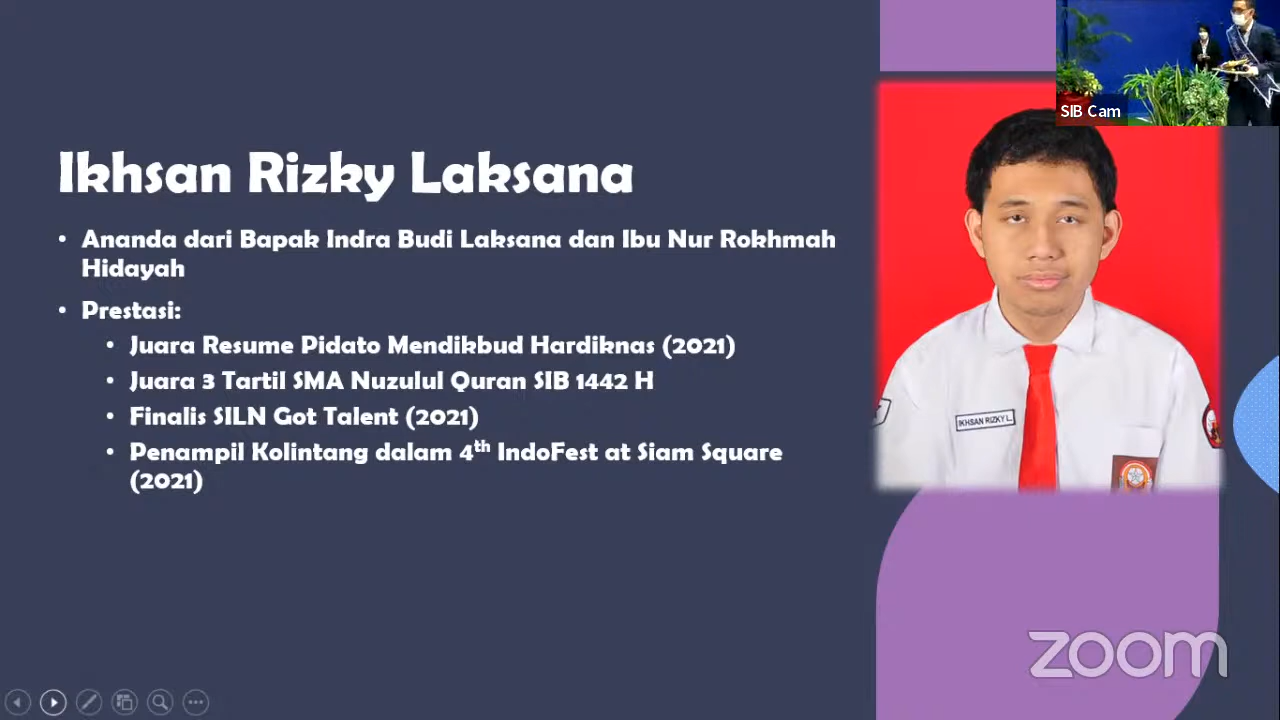 SIB Cam
Ikhsan Rizky Laksana
• Ananda dari Bapak Indra Budi Laksana dan Ibu Nur Rokhmah
Hidayah
• Prestasi:
• Juara Resume Pidato Mendikbud Hardiknas (2021)
• Juara 3 Tartil SMA Nuzulul Quran SIB 1442 H
• Finalis SILN Got Talent (2021)
• Penampil Kolintang dalam 4th IndoFest at Siam Square
(2021)
IKHSAN RIZKY L.
zoom